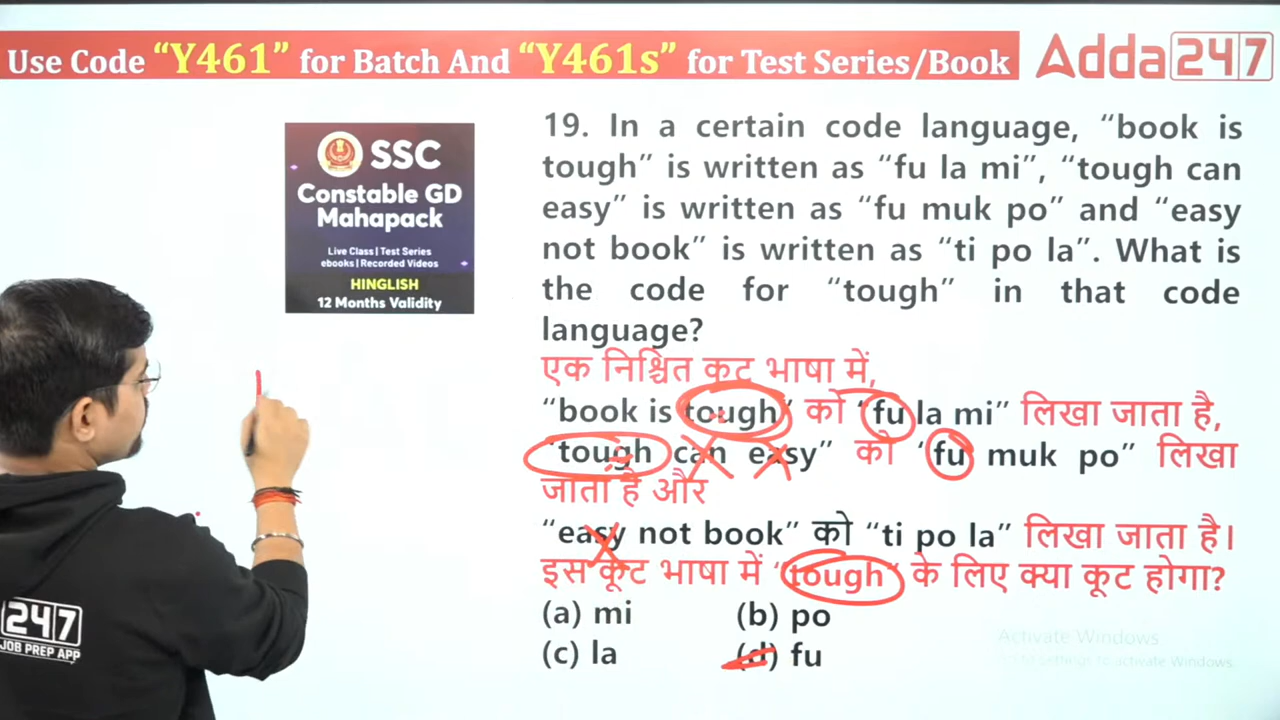 Use Code “Y461” for Batch And “Y461s” for Test Series/Book
Adda 247
SSC
Constable GD
Mahapack
Live Class | Test Series
ebooks | Recorded Videos
HINGLISH
12 Months Validity
19. In a certain code language, “book is
tough” is written as “fu la mi”, “tough can
easy” is written as “fu muk po” and “easy
not book” is written as “ti po la”. What is
the code for “tough” in that code
language?
एक निश्चित कूट भाषा में,
“book is tough” को “fu la mi” लिखा जाता है,
“tough can easy” को “fu muk po” लिखा
जाता है और
“easy not book” को “ti po la” लिखा जाता है।
इस कूट भाषा में “tough” के लिए क्या कूट होगा?
(a) mi (b) po
(c) la (d) fu
Activate Windows
to activate Windows.
247
JOB PREP APP